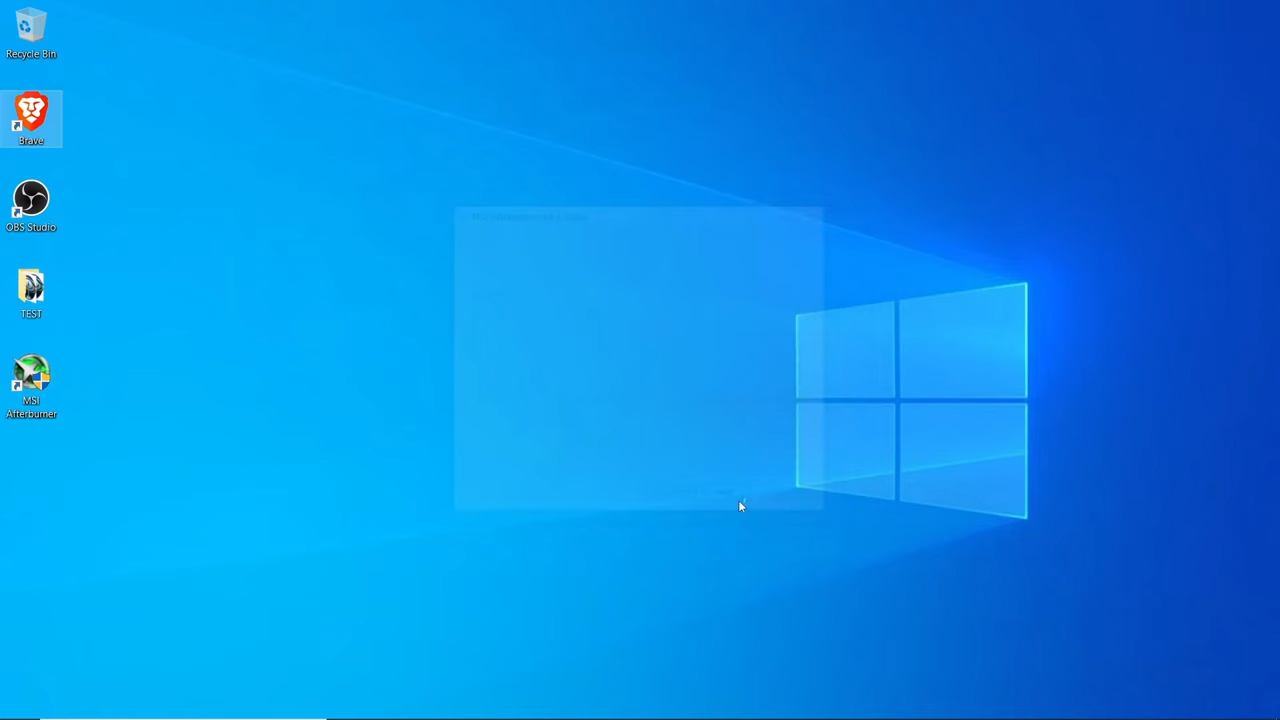 Recycle Bin
Brave
OBS Studio
TEST
MSI
Afterburner